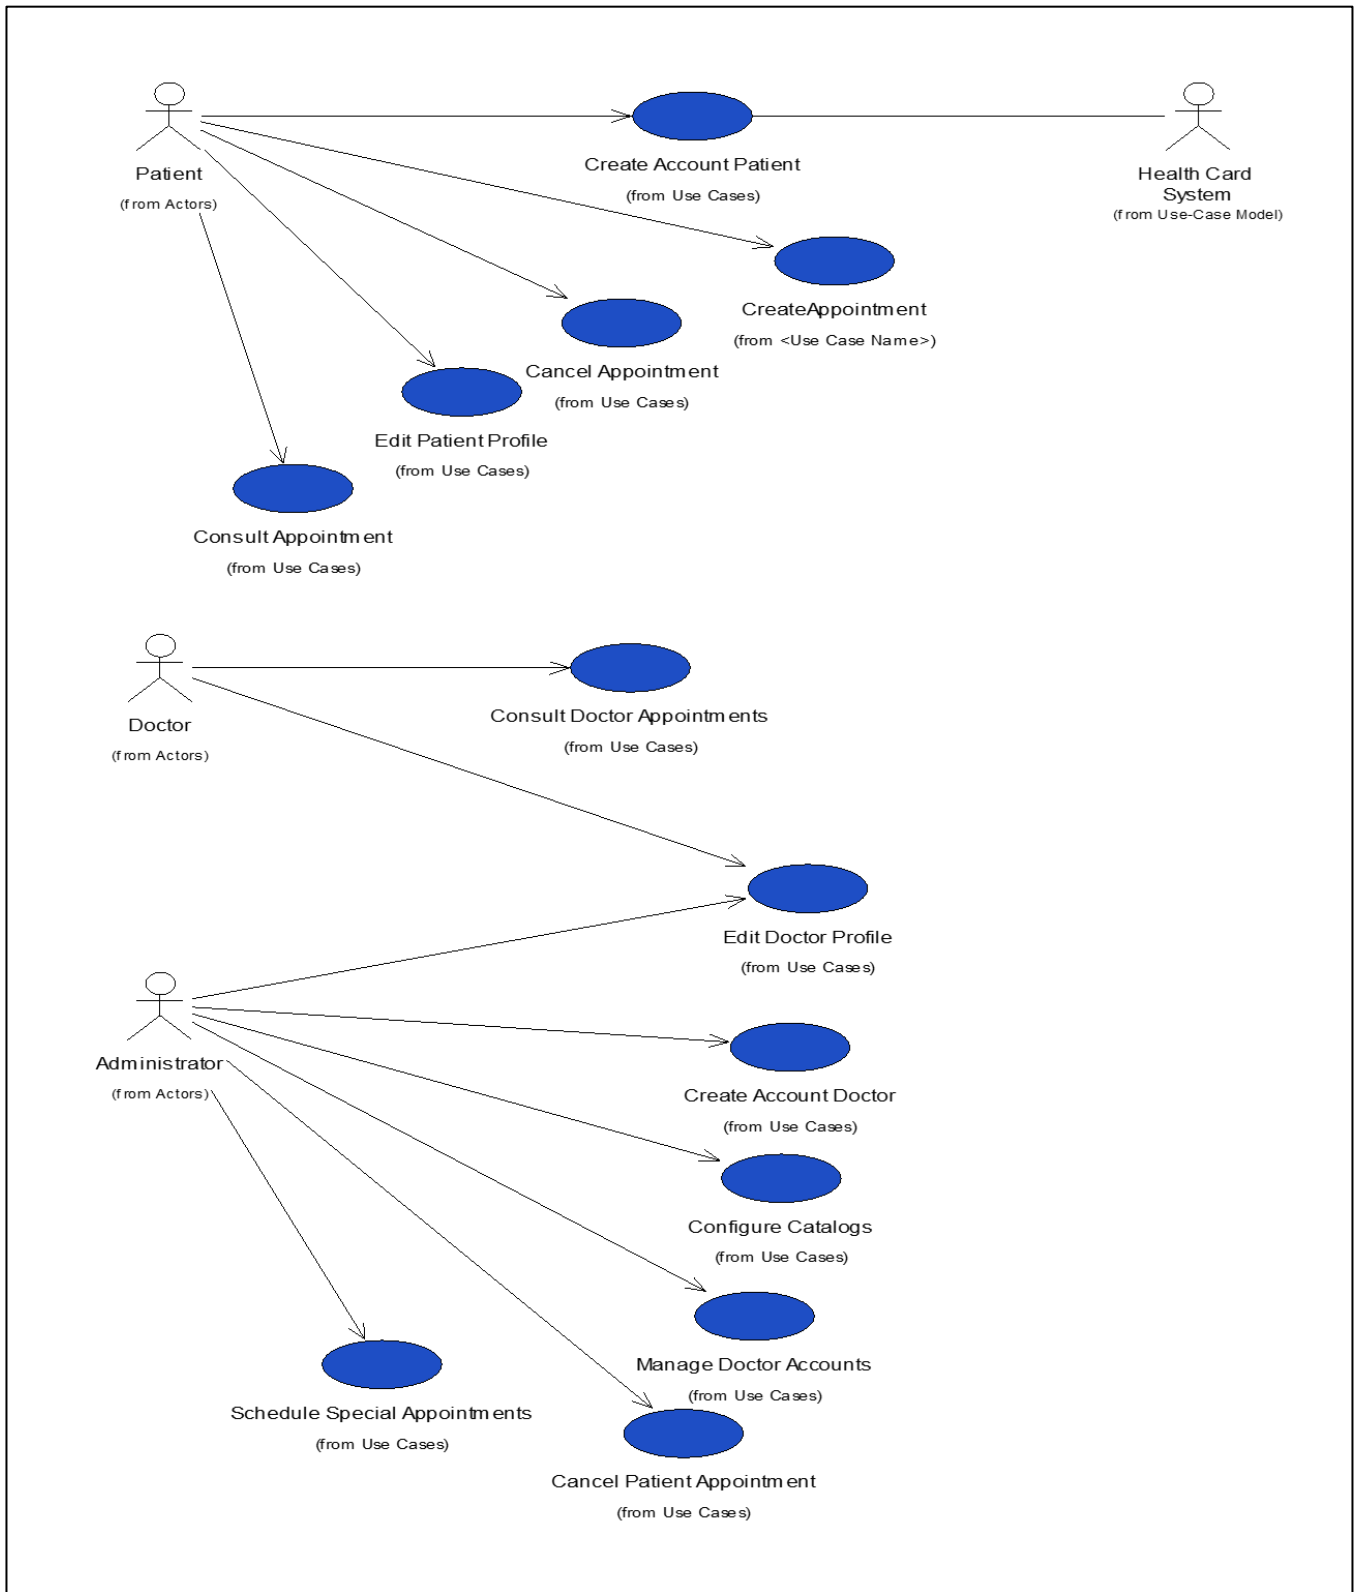 Create Account Patient
(from Use Cases)
Patient
(from Actors)
Health Card
System
(from Use-Case Model)
CreateAppointment
(from <Use Case Name>)
Cancel Appointment
(from Use Cases)
Edit Patient Profile
(from Use Cases)
Consult Appointment
(from Use Cases)
Doctor
(from Actors)
Consult Doctor Appointments
(from Use Cases)
Edit Doctor Profile
(from Use Cases)
Administrator
(from Actors)
Create Account Doctor
(from Use Cases)
Configure Catalogs
(from Use Cases)
Manage Doctor Accounts
(from Use Cases)
Schedule Special Appointments
(from Use Cases)
Cancel Patient Appointment
(from Use Cases)